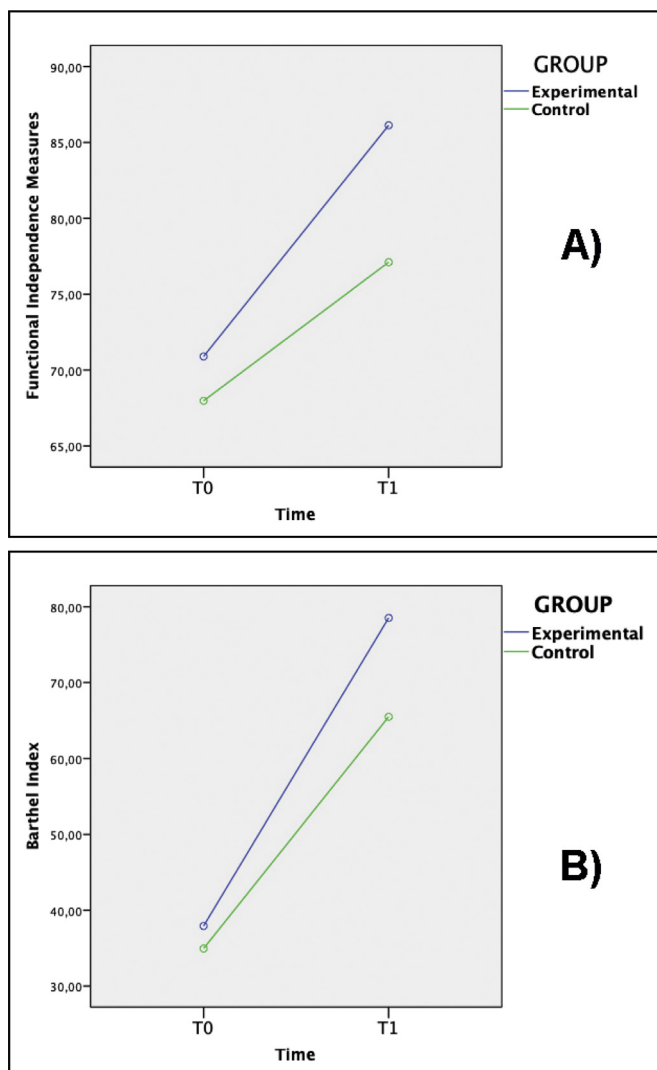 GROUP
Experimental
Control
90,00
85,00
80,00
75,00
70,00
65,00
Functional Independence Measures
T0 T1
Time
A)
GROUP
Experimental
Control
80,00
70,00
60,00
50,00
40,00
30,00
Barthel Index
T0 T1
Time
B)